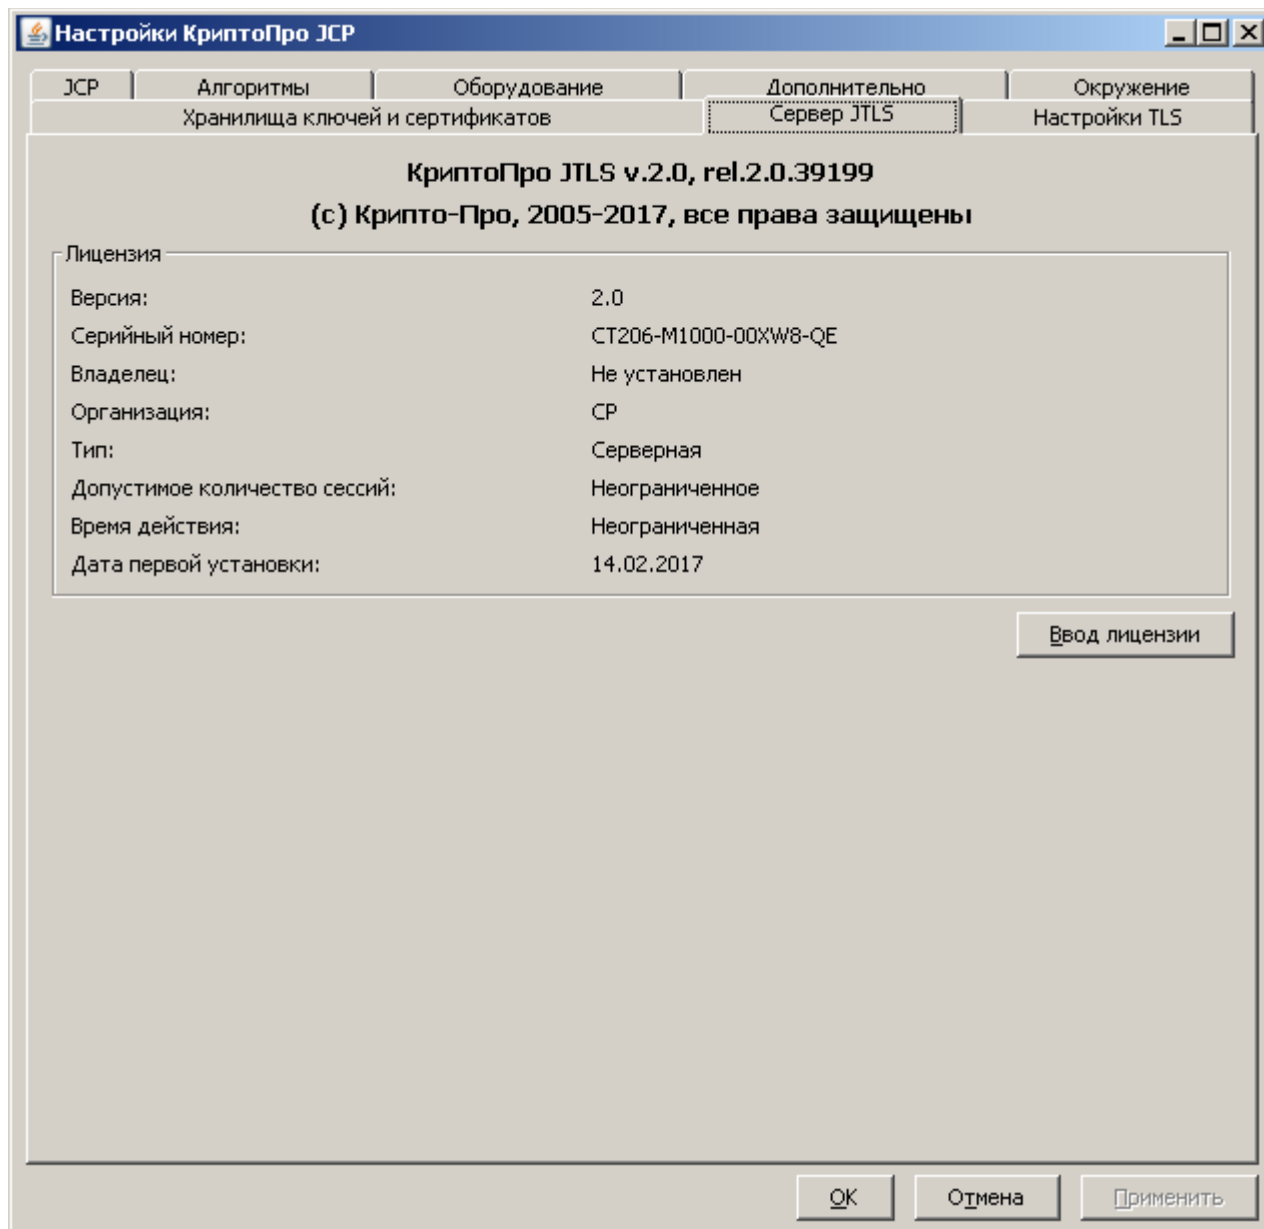 Настройки КриптоПро JCP
JCP Алгоритмы Оборудование Дополнительно Окружение
Хранилища ключей и сертификатов Сервер JTLS Настройки TLS
КриптоПро JTLS v.2.0, rel.2.0.39199
(c) Крипто-Про, 2005-2017, все права защищены
Лицензия
Версия: 2.0
Серийный номер: CT206-M1000-00XW8-QE
Владелец: Не установлен
Организация: CP
Тип: Серверная
Допустимое количество сессий: Неограниченное
Время действия: Неограниченная
Дата первой установки: 14.02.2017
Ввод лицензии
OK Отмена Применить